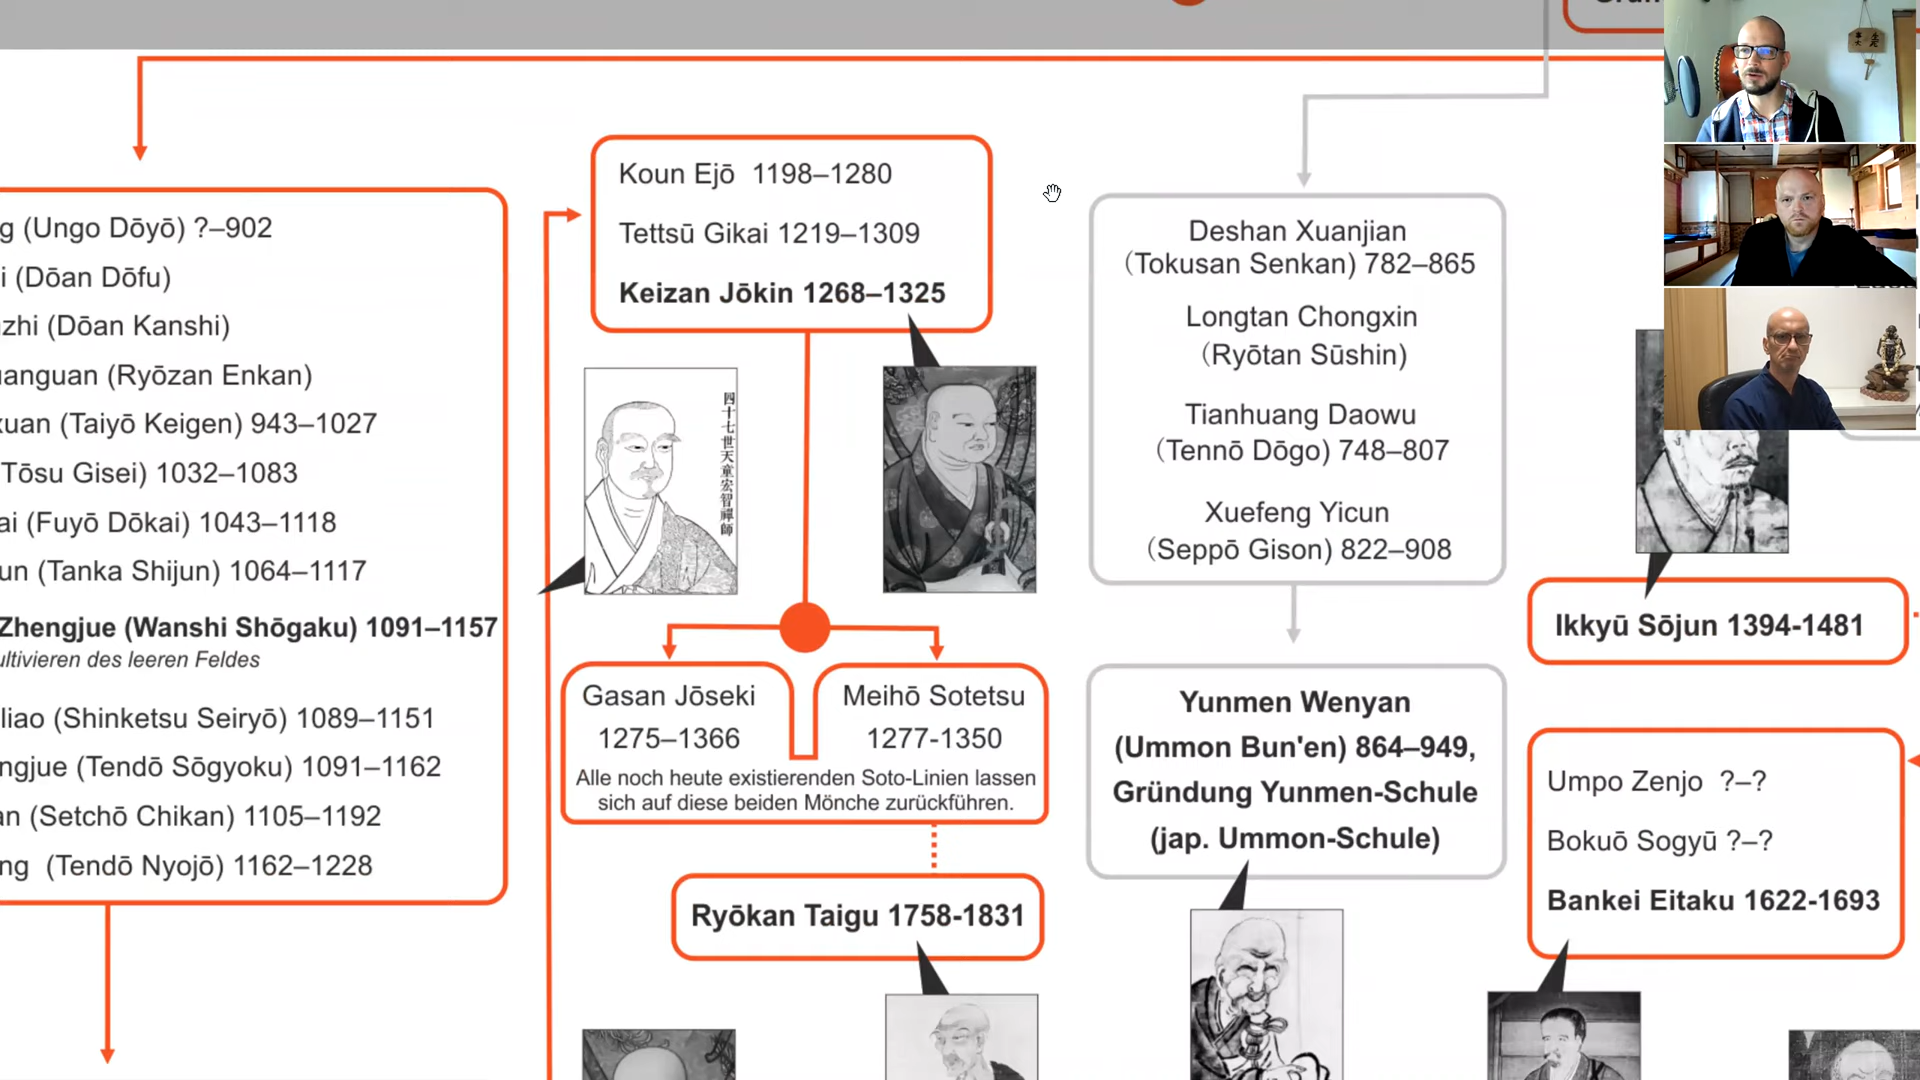 g (Ungo Dōyō) ?–902
i (Dōan Dōfu)
zhi (Dōan Kanshi)
uanguan (Ryōzan Enkan)
xuan (Taiyō Keigen) 943–1027
Tōsu Gisei) 1032–1083
ai (Fuyō Dōkai) 1043–1118
un (Tanka Shijun) 1064–1117
Zhengjue (Wanshi Shōgaku) 1091–1157
ultivieren des leeren Feldes
liao (Shinketsu Seiryō) 1089–1151
ngjue (Tendō Sōgyoku) 1091–1162
an (Setchō Chikan) 1105–1192
ng (Tendō Nyojō) 1162–1228
Koun Ejō 1198–1280
Tettsū Gikai 1219–1309
Keizan Jōkin 1268–1325
四十七世天童宏智禪師
Gasan Jōseki
1275–1366
Meihō Sotetsu
1277-1350
Alle noch heute existierenden Soto-Linien lassen
sich auf diese beiden Mönche zurückführen.
Ryōkan Taigu 1758-1831
Deshan Xuanjian
(Tokusan Senkan) 782–865
Longtan Chongxin
(Ryōtan Sūshin)
Tianhuang Daowu
(Tennō Dōgo) 748–807
Xuefeng Yicun
(Seppō Gison) 822–908
Yunmen Wenyan
(Ummon Bun'en) 864–949,
Gründung Yunmen-Schule
(jap. Ummon-Schule)
Ikkyū Sōjun 1394-1481
Umpo Zenjo ?–?
Bokuō Sogyū ?–?
Bankei Eitaku 1622-1693